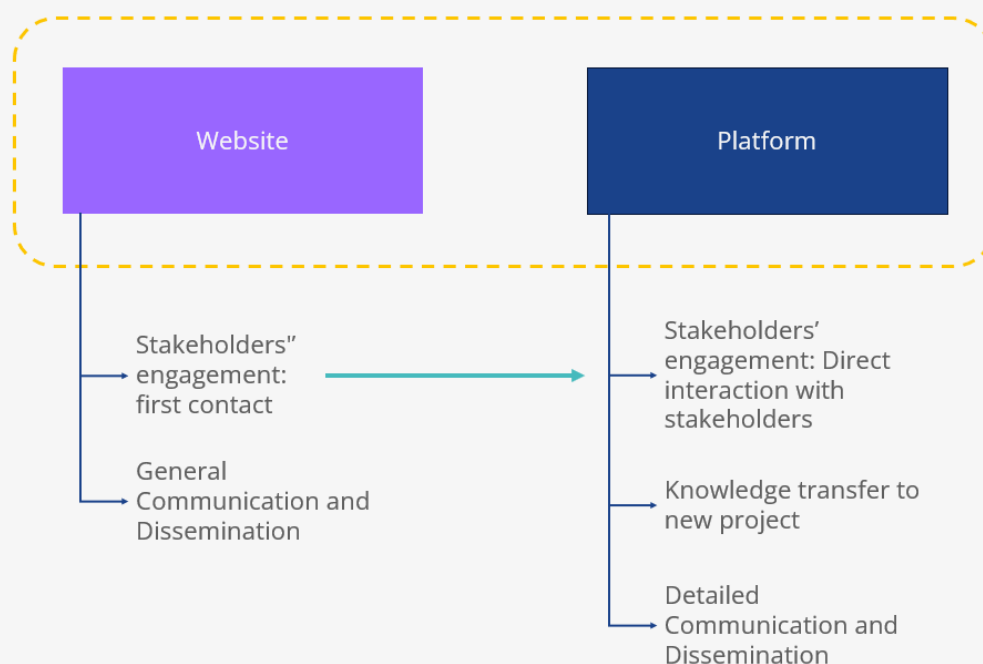 Website
Platform
Stakeholders"
engagement:
first contact
General
Communication and
Dissemination
Stakeholders’
engagement: Direct
interaction with
stakeholders
Knowledge transfer to
new project
Detailed
Communication and
Dissemination